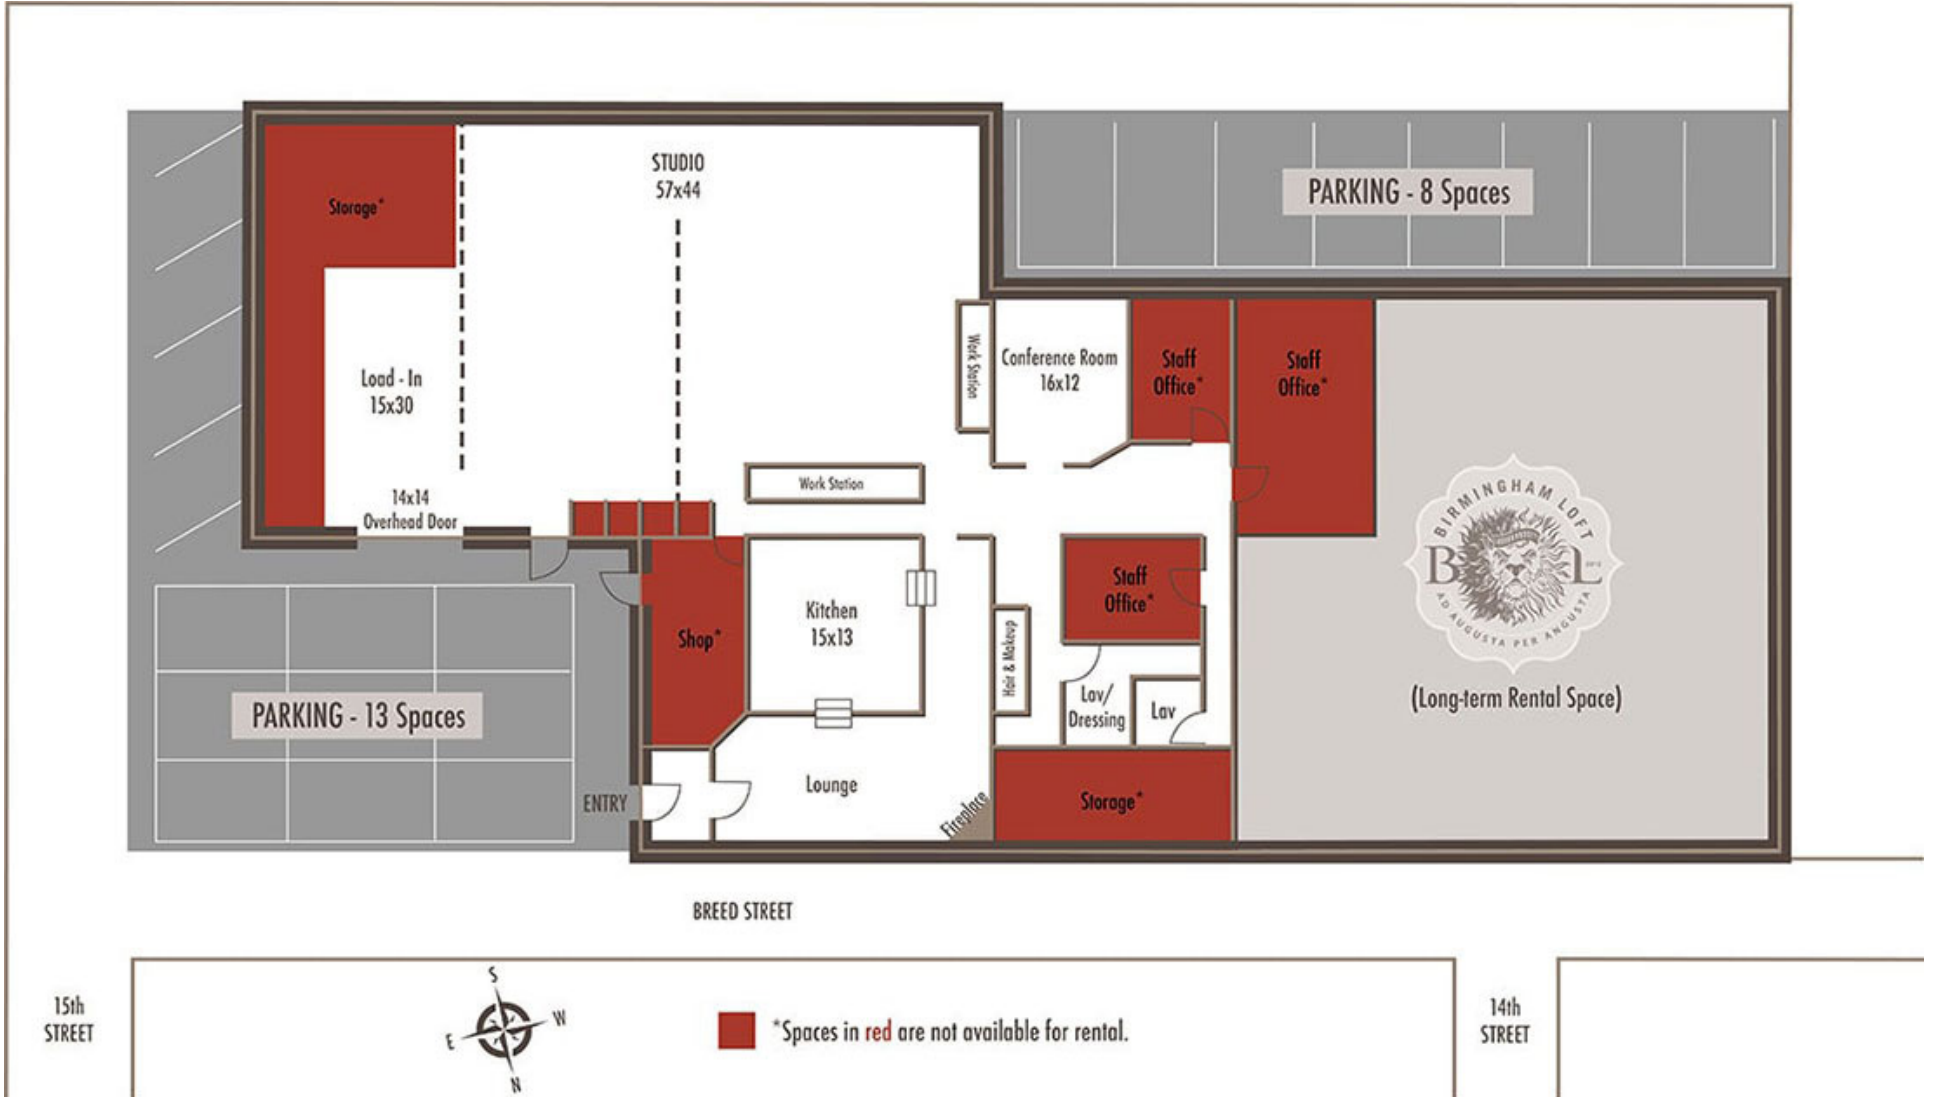 STUDIO
57x44
PARKING - 8 Spaces
Storage*
Work Station
Conference Room
16x12
Staff
Office*
Staff
Office*
Load - In
15x30
14x14
Overhead Door
Work Station
BIRMINGHAM LOFT
B L
AD AUGUSTA PER ANGUSTA
(Long-term Rental Space)
Staff
Office*
Kitchen
15x13
Shop*
Hair & Makeup
Lav/
Dressing
Lav
PARKING - 13 Spaces
ENTRY
Lounge
Fireplace
Storage*
BREED STREET
15th
STREET
S
W
E
N
*Spaces in red are not available for rental.
14th
STREET